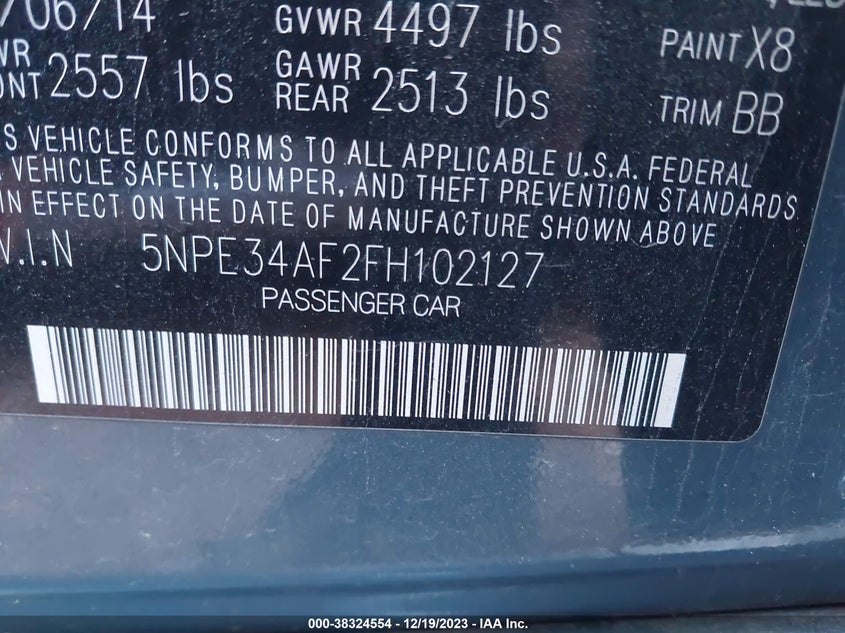 /06/14 GVWR 4497 lbs PAINT X8
WR ONT 2557 lbs GAWR REAR 2513 lbs TRIM BB
S VEHICLE CONFORMS TO ALL APPLICABLE U.S.A. FEDERAL
VEHICLE SAFETY, BUMPER, AND THEFT PREVENTION STANDARDS
IN EFFECT ON THE DATE OF MANUFACTURE SHOWN ABOVE
V.I.N 5NPE34AF2FH102127
PASSENGER CAR
000-38324554 - 12/19/2023 - IAA Inc.